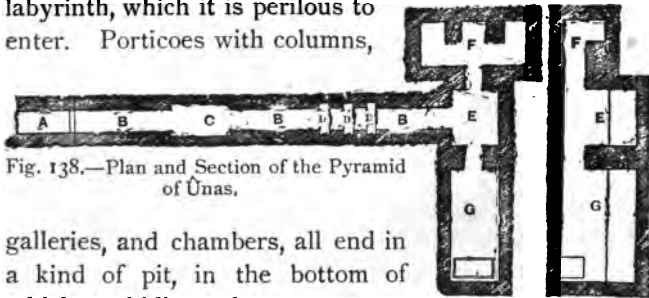 labyrinth, which it is perilous to
enter. Porticoes with columns,
F F
A B C B D D D B E E
Fig. 138.—Plan and Section of the Pyramid
of Ûnas.
G G
galleries, and chambers, all end in
a kind of pit, in the bottom of